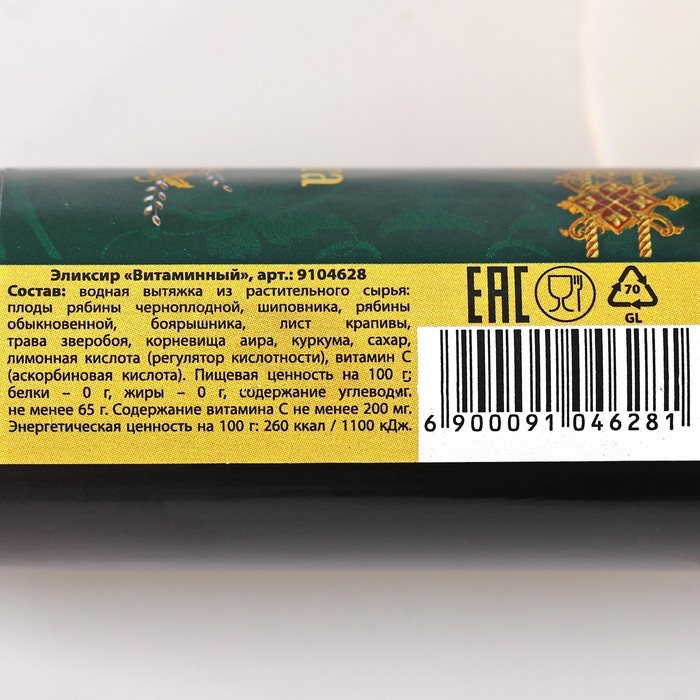 га
Эликсир «Витаминный», арт.: 9104628
Состав: водная вытяжка из растительного сырья:
плоды рябины черноплодной, шиповника, рябины
обыкновенной, боярышника, лист крапивы,
трава зверобоя, корневища аира, куркума, сахар,
лимонная кислота (регулятор кислотности), витамин С
(аскорбиновая кислота). Пищевая ценность на 100 г:
белки – 0 г, жиры – 0 г, содержание углеводов
не менее 65 г. Содержание витамина С не менее 200 мг.
Энергетическая ценность на 100 г: 260 ккал / 1100 кДж.
EAC
70
GL
6 900091 046281